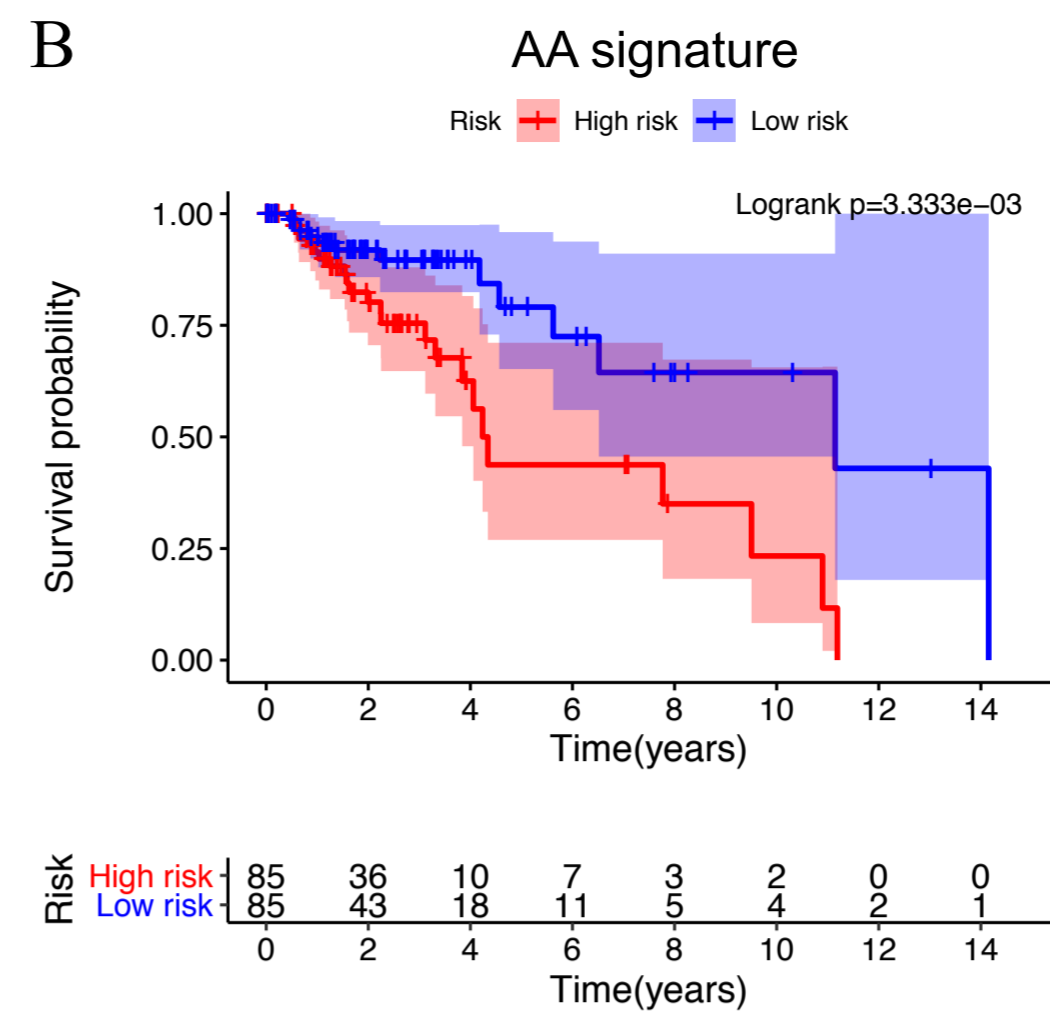 B
AA signature
Risk High risk Low risk
Logrank p=3.333e−03
1.00
0.75
0.50
0.25
0.00
Survival probability
0 2 4 6 8 10 12 14
Time(years)
Risk
High risk 85 36 10 7 3 2 0 0
Low risk 85 43 18 11 5 4 2 1
0 2 4 6 8 10 12 14
Time(years)